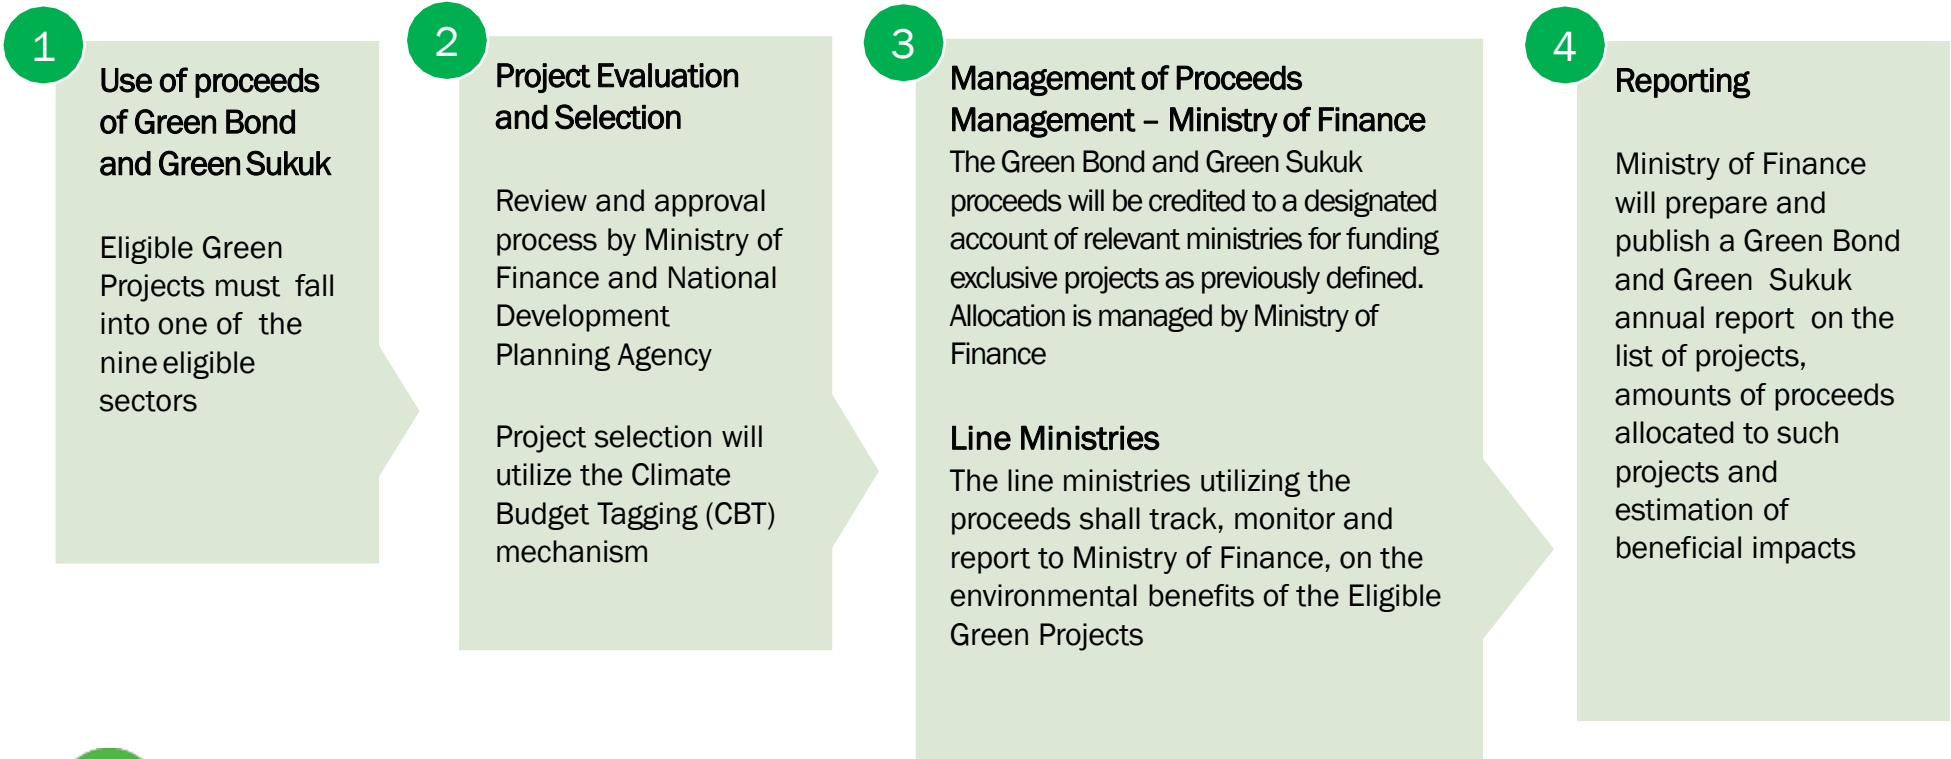 1
Use of proceeds
of Green Bond
and Green Sukuk
Eligible Green
Projects must fall
into one of the
nine eligible
sectors
2
Project Evaluation
and Selection
Review and approval
process by Ministry of
Finance and National
Development
Planning Agency
Project selection will
utilize the Climate
Budget Tagging (CBT)
mechanism
3
Management of Proceeds
Management – Ministry of Finance
The Green Bond and Green Sukuk
proceeds will be credited to a designated
account of relevant ministries for funding
exclusive projects as previously defined.
Allocation is managed by Ministry of
Finance
Line Ministries
The line ministries utilizing the
proceeds shall track, monitor and
report to Ministry of Finance, on the
environmental benefits of the Eligible
Green Projects
4
Reporting
Ministry of Finance
will prepare and
publish a Green Bond
and Green Sukuk
annual report on the
list of projects,
amounts of proceeds
allocated to such
projects and
estimation of
beneficial impacts